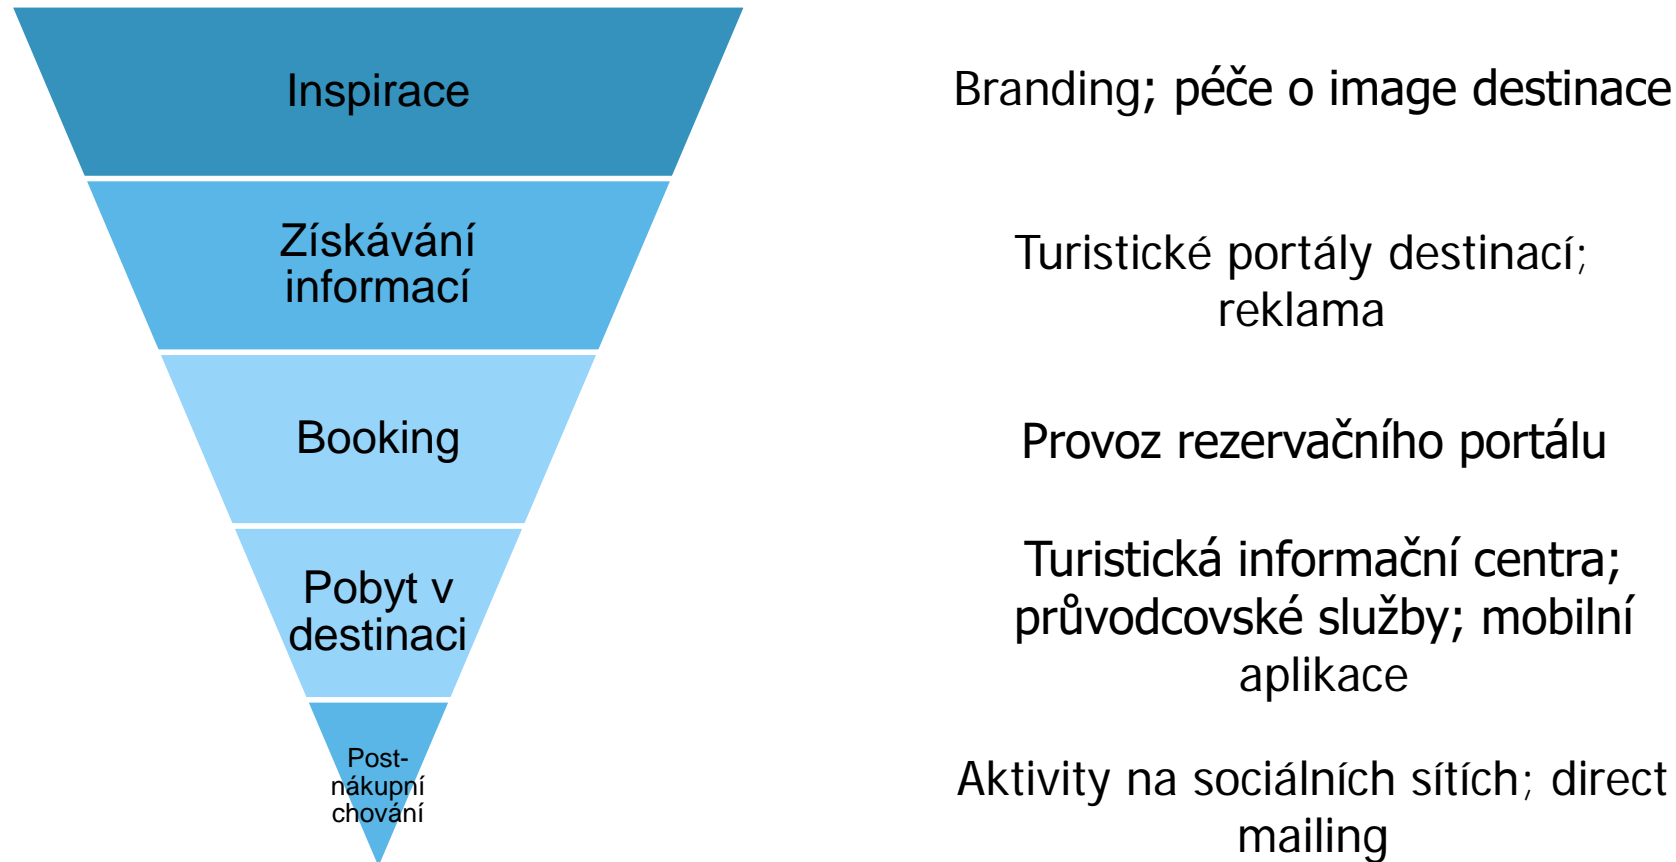 Inspirace
Branding; péče o image destinace
Získávání
informací
Turistické portály destinací;
reklama
Booking
Provoz rezervačního portálu
Pobyt v
destinaci
Turistická informační centra;
průvodcovské služby; mobilní
aplikace
Post-
nákupní
chování
Aktivity na sociálních sítích; direct
mailing